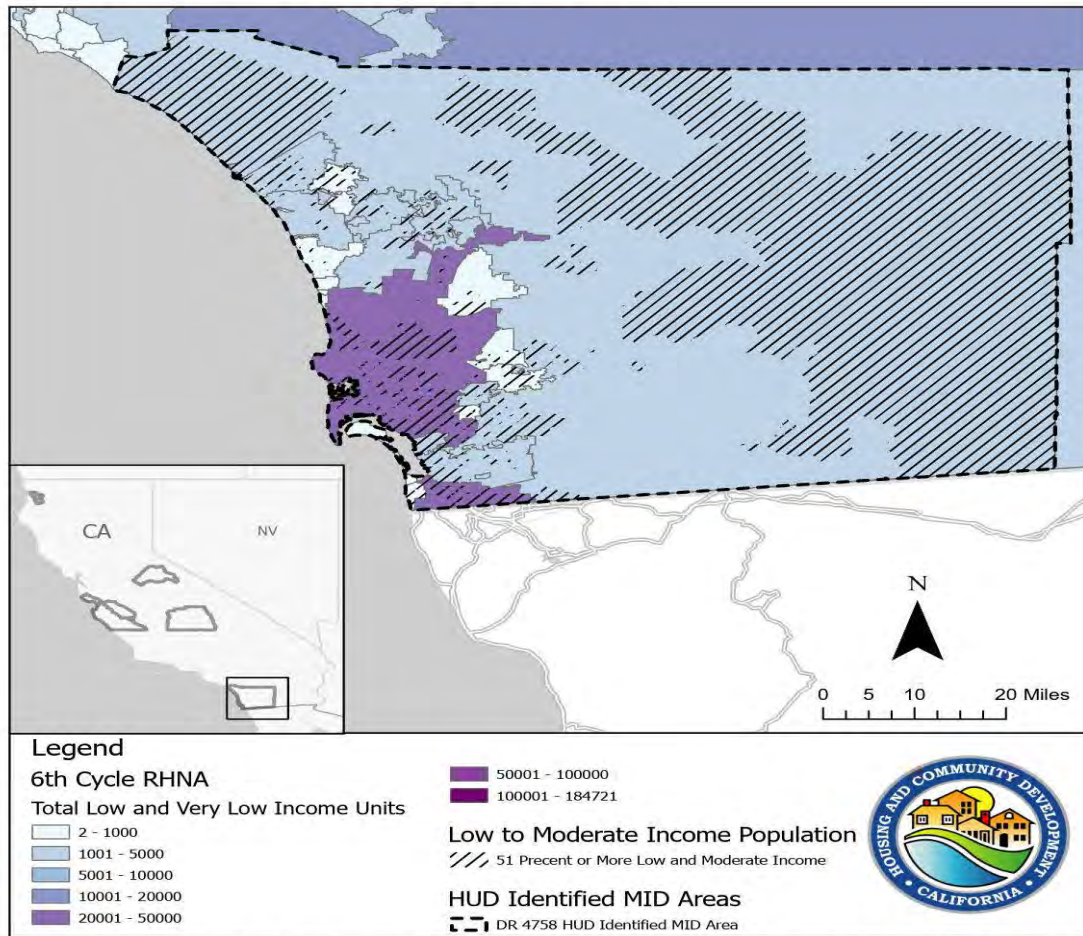 CA
NV
N
0 5 10 20 Miles
Legend
6th Cycle RHNA
Total Low and Very Low Income Units
2 - 1000
1001 - 5000
5001 - 10000
10001 - 20000
20001 - 50000
50001 - 100000
100001 - 184721
Low to Moderate Income Population
51 Precent or More Low and Moderate Income
HUD Identified MID Areas
DR 4758 HUD Identified MID Area
HOUSING AND COMMUNITY DEVELOPMENT
CALIFORNIA